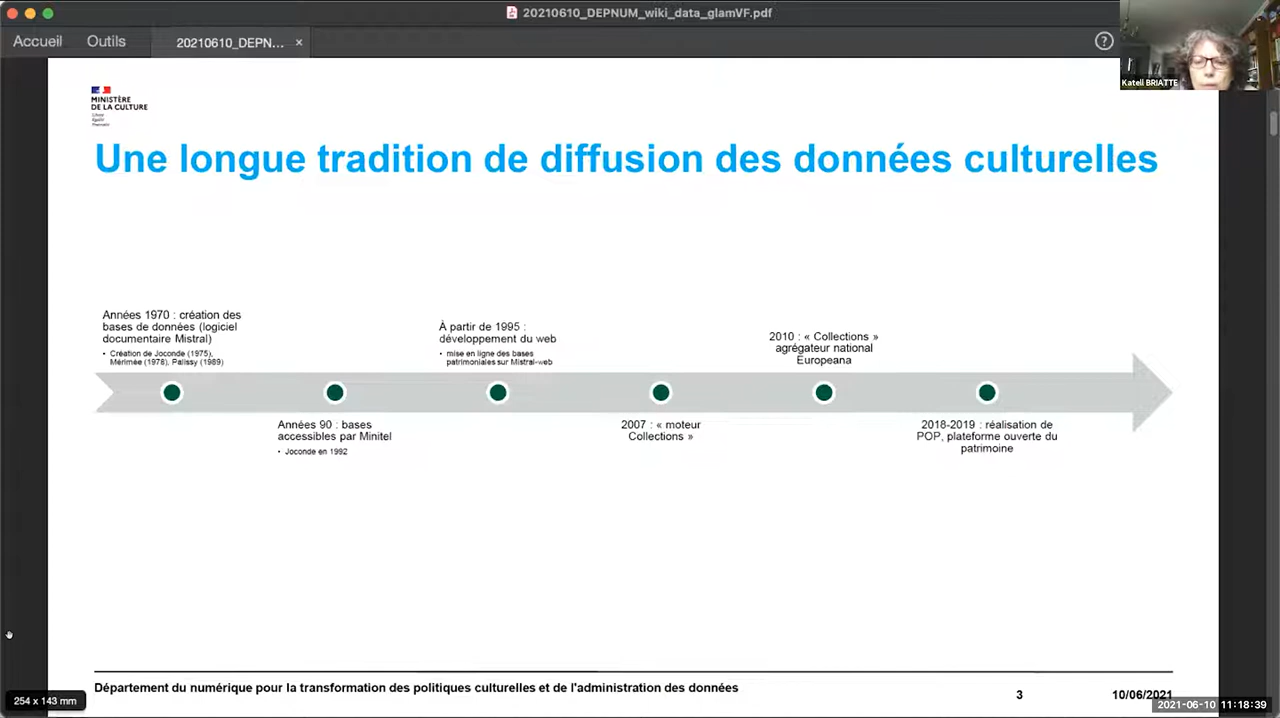 20210610_DEPNUM_wiki_data_glamVF.pdf
Accueil
Outils
20210610_DEPN... ×
?
Katell BRIATTE
MINISTÈRE
DE LA CULTURE
Liberté
Égalité
Fraternité
Une longue tradition de diffusion des données culturelles
Années 1970 : création des
bases de données (logiciel
documentaire Mistral)
• Création de Joconde (1975),
Mérimée (1978), Palissy (1989)
Années 90 : bases
accessibles par Minitel
• Joconde en 1992
À partir de 1995 :
développement du web
• mise en ligne des bases
patrimoniales sur Mistral-web
2007 : « moteur
Collections »
2010 : « Collections »
agrégateur national
Europeana
2018-2019 : réalisation de
POP, plateforme ouverte du
patrimoine
Département du numérique pour la transformation des politiques culturelles et de l'administration des données
3
10/06/2021
254 x 143 mm
2021-06-10 11:18:39